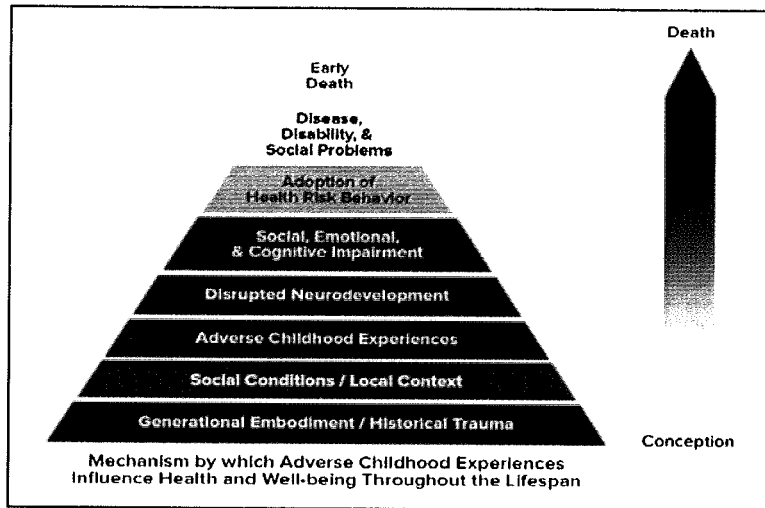 Death
Early
Death
Disease,
Disability, &
Social Problems
Adoption of
Health Risk Behavior
Social, Emotional,
& Cognitive Impairment
Disrupted Neurodevelopment
Adverse Childhood Experiences
Social Conditions / Local Context
Generational Embodiment / Historical Trauma
Conception
Mechanism by which Adverse Childhood Experiences
Influence Health and Well-being Throughout the Lifespan